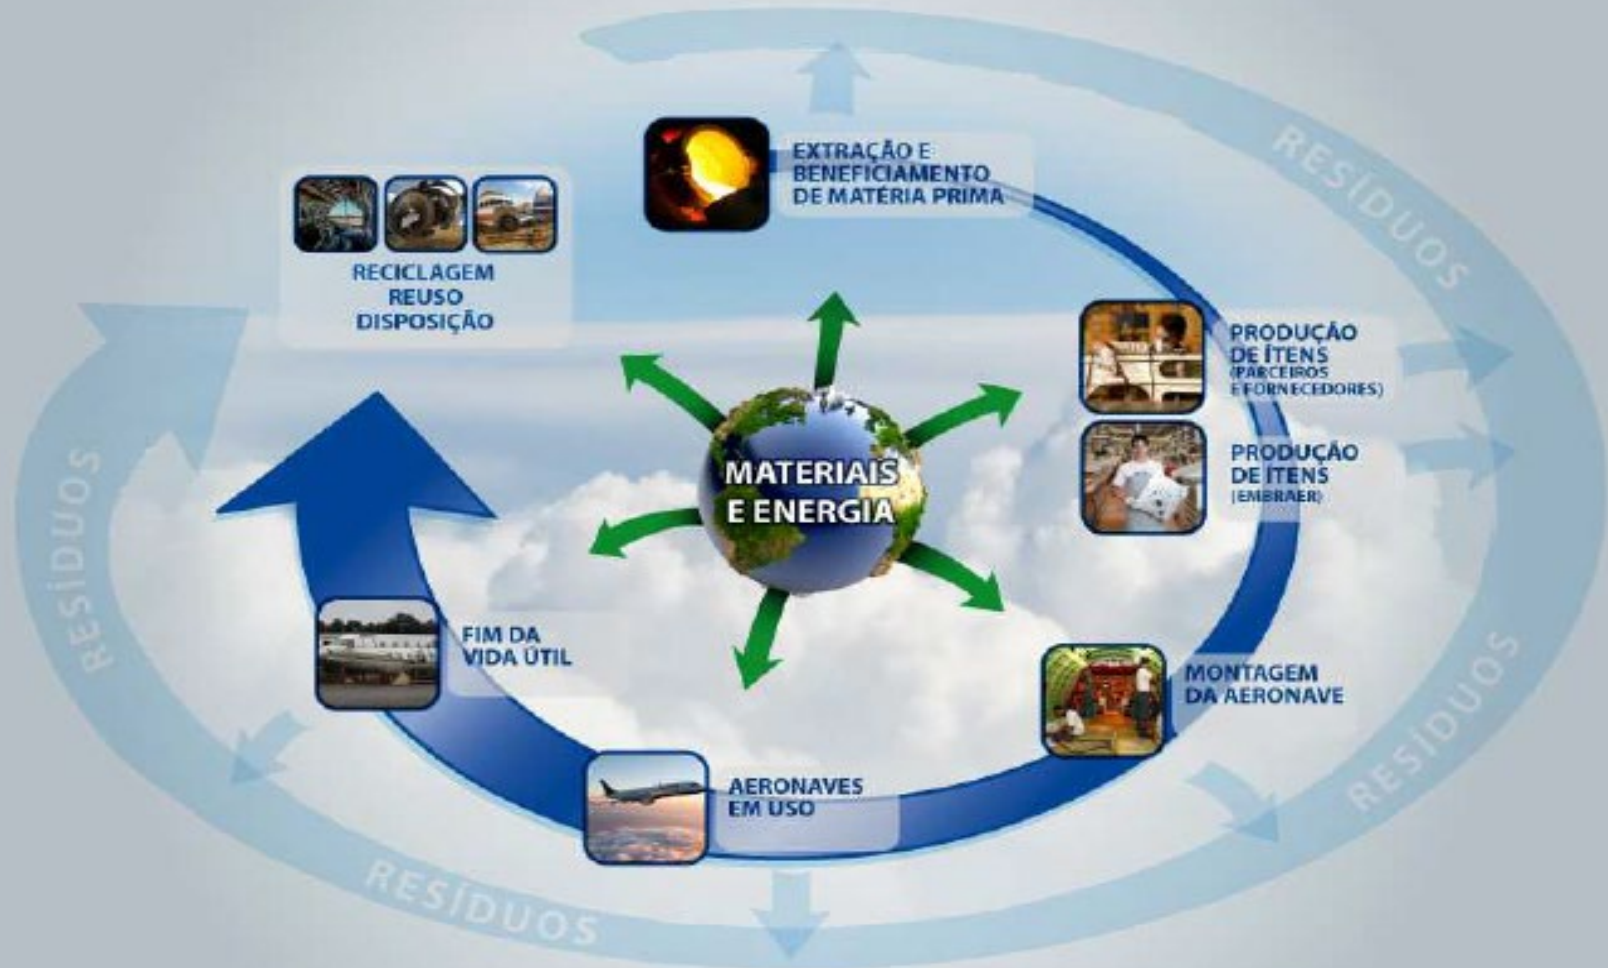 EXTRAÇÃO E
BENEFICIAMENTO
DE MATÉRIA PRIMA
RESÍDUOS
RECICLAGEM
REUSO
DISPOSIÇÃO
PRODUÇÃO
DE ÍTENS
(PARCEIROS
E FORNECEDORES)
PRODUÇÃO
DE ÍTENS
(EMBRAER)
MATERIAIS
E ENERGIA
RESÍDUOS
FIM DA
VIDA ÚTIL
MONTAGEM
DA AERONAVE
RESÍDUOS
AERONAVES
EM USO
RESÍDUOS